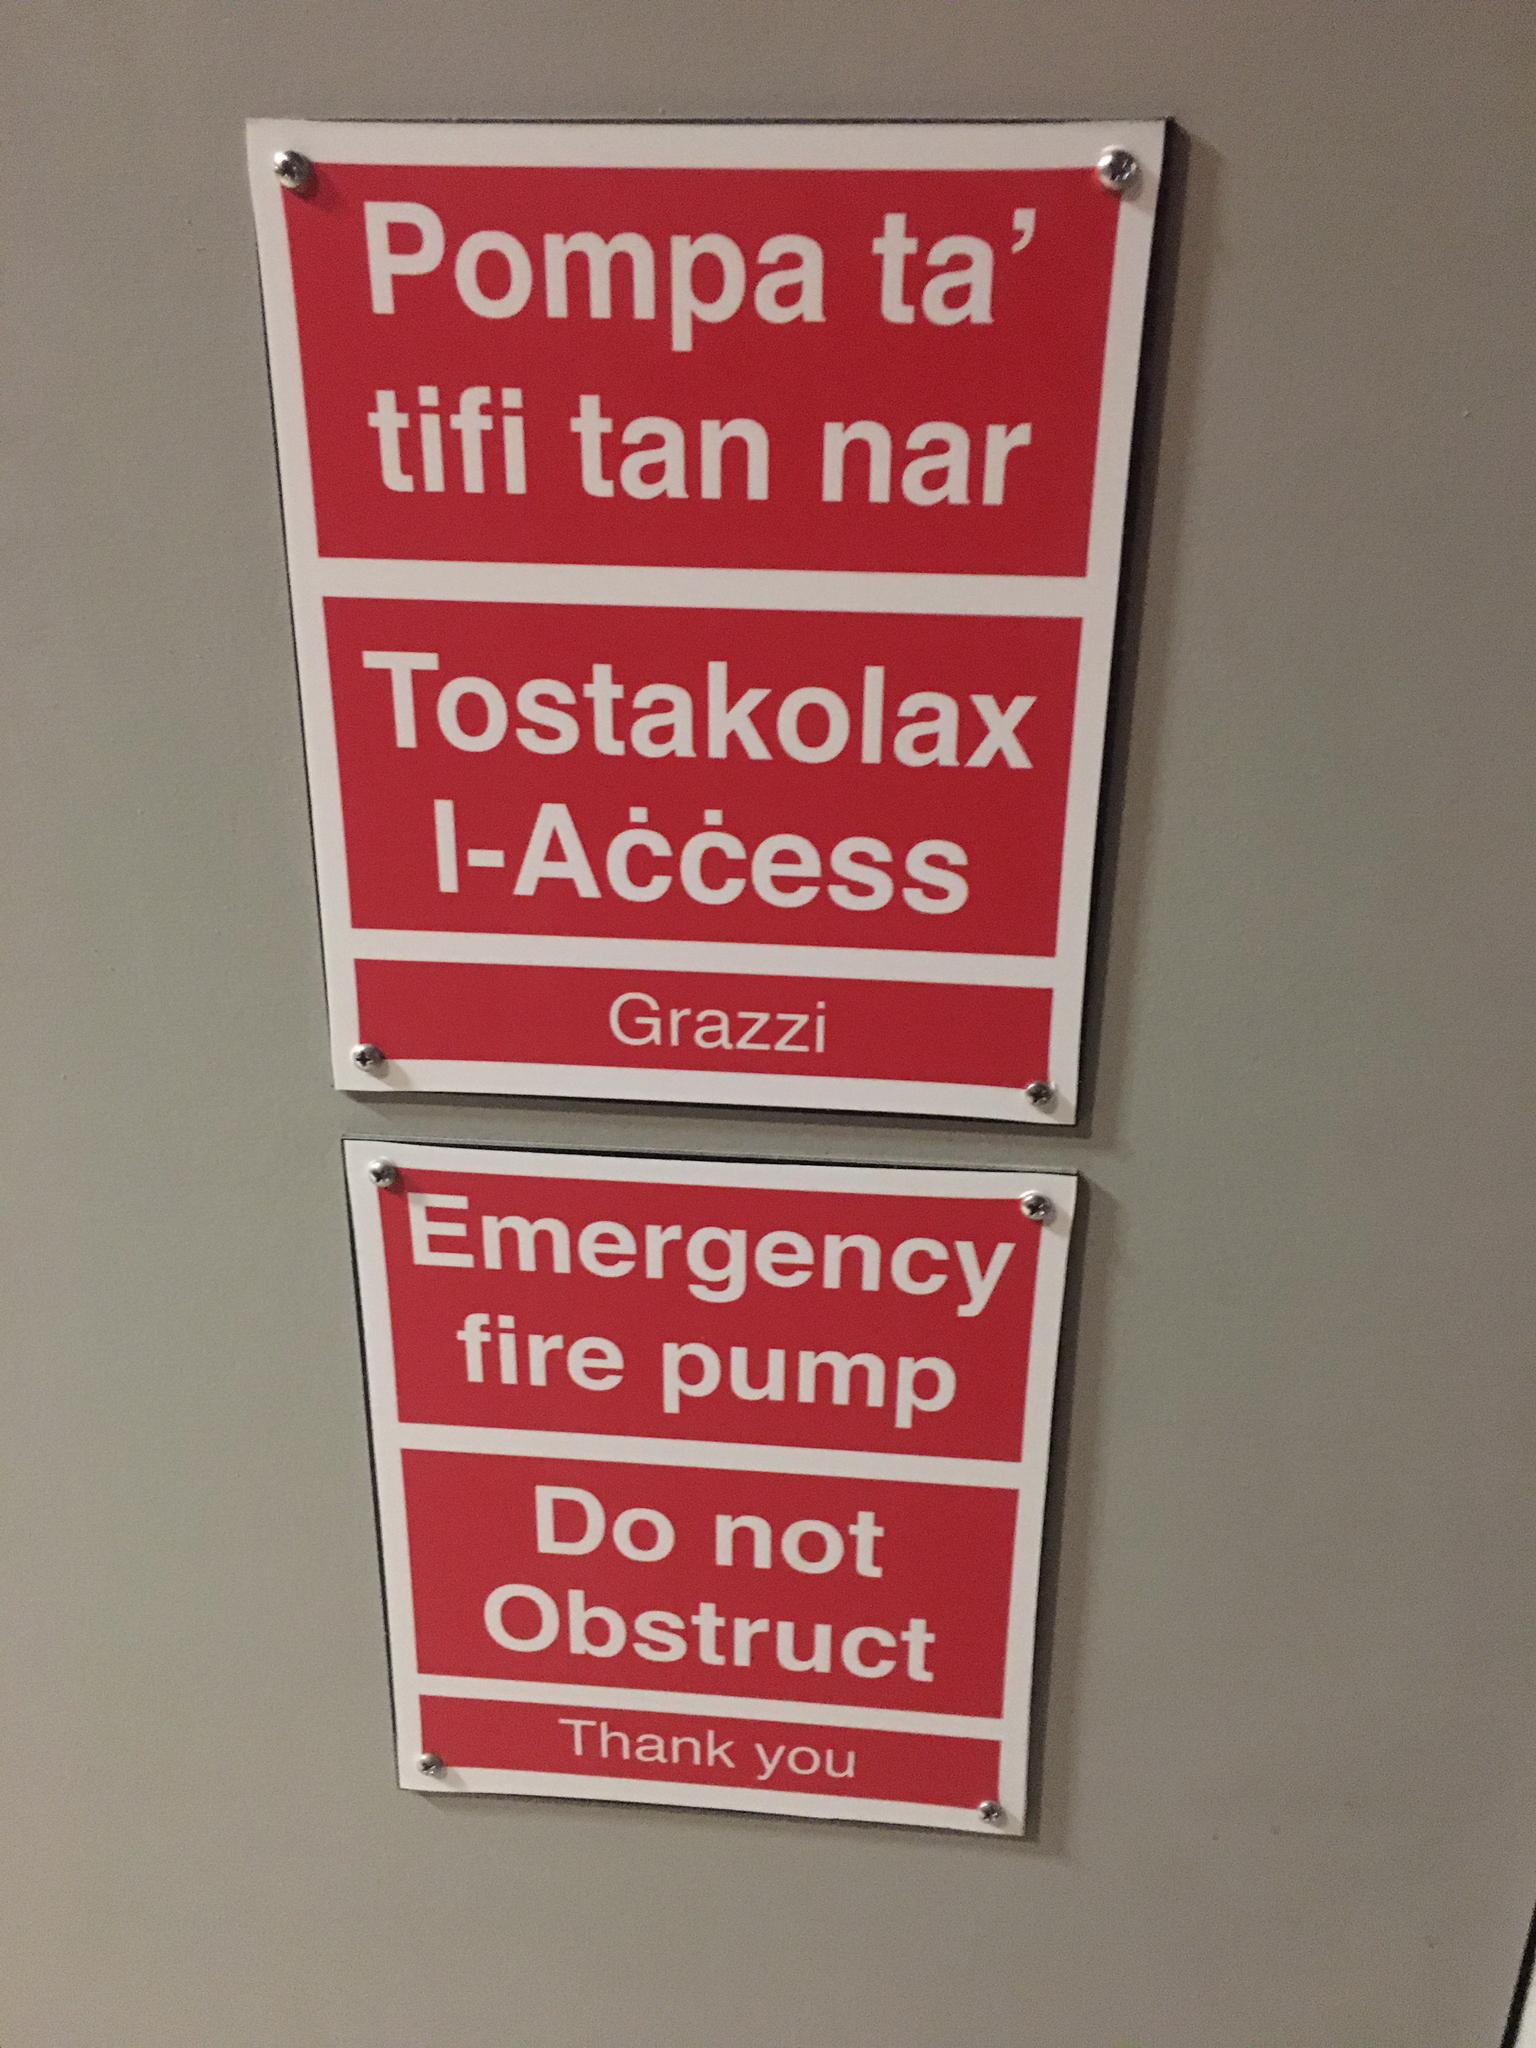 Pompa ta'
tifi tan nar
Tostakolax
l-Aċċess
Grazzi
Emergency
fire pump
Do not
Obstruct
Thank you